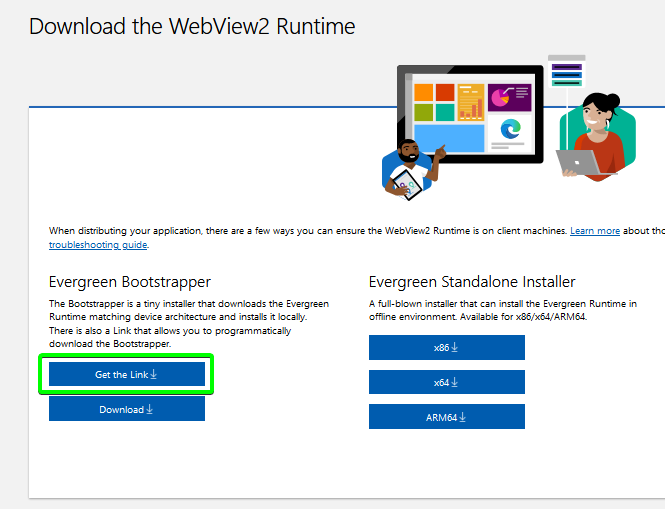 Download the WebView2 Runtime
When distributing your application, there are a few ways you can ensure the WebView2 Runtime is on client machines. Learn more about
troubleshooting guide.
Evergreen Bootstrapper
The Bootstrapper is a tiny installer that downloads the Evergreen
Runtime matching device architecture and installs it locally.
There is also a Link that allows you to programmatically
download the Bootstrapper.
Get the Link
Download
Evergreen Standalone Installer
A full-blown installer that can install the Evergreen Runtime in
offline environment. Available for x86/x64/ARM64.
x86
x64
ARM64